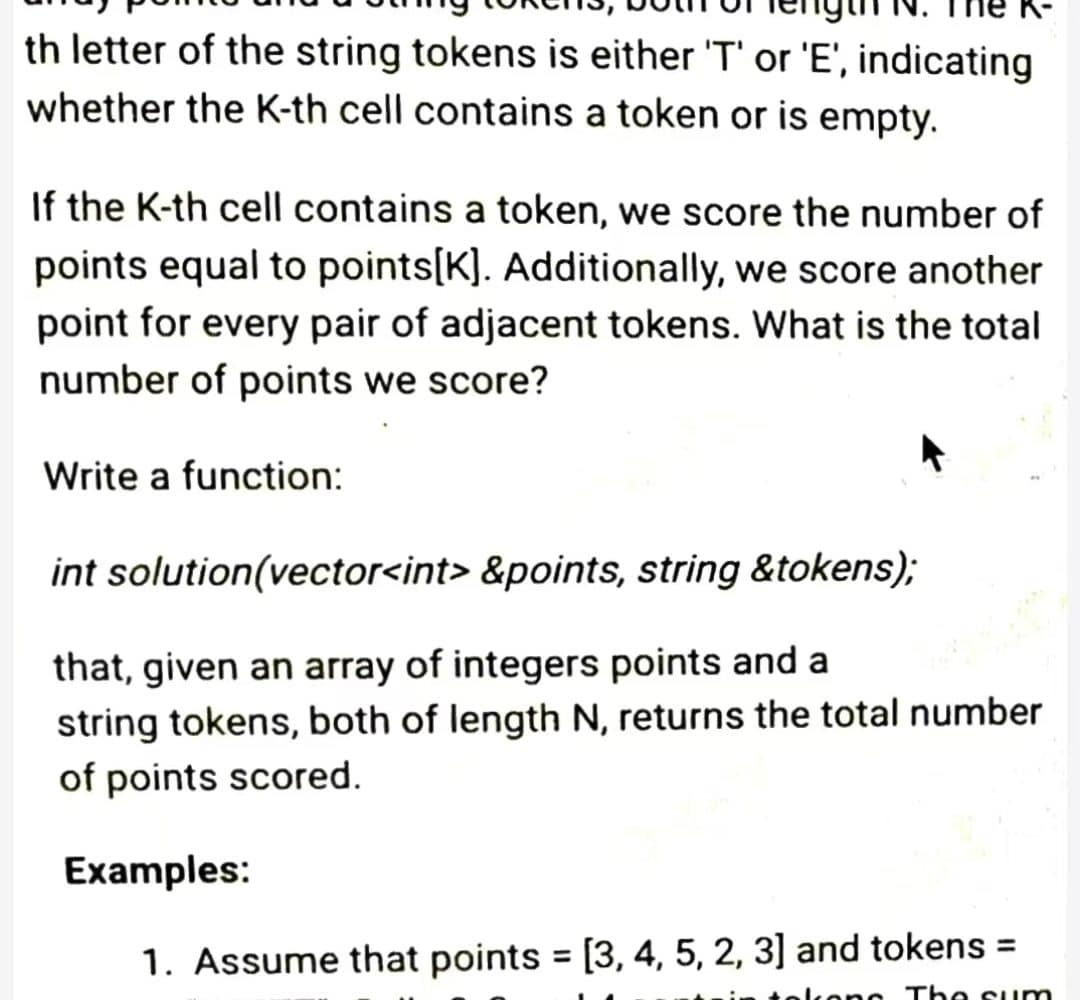 th letter of the string tokens is either 'T' or 'E', indicating
whether the K-th cell contains a token or is empty.
If the K-th cell contains a token, we score the number of
points equal to points[K]. Additionally, we score another
point for every pair of adjacent tokens. What is the total
number of points we score?
Write a function:
int solution(vector<int> &points, string &tokens);
that, given an array of integers points and a
string tokens, both of length N, returns the total number
of points scored.
Examples:
1. Assume that points = [3, 4, 5, 2, 3] and tokens =
The sum